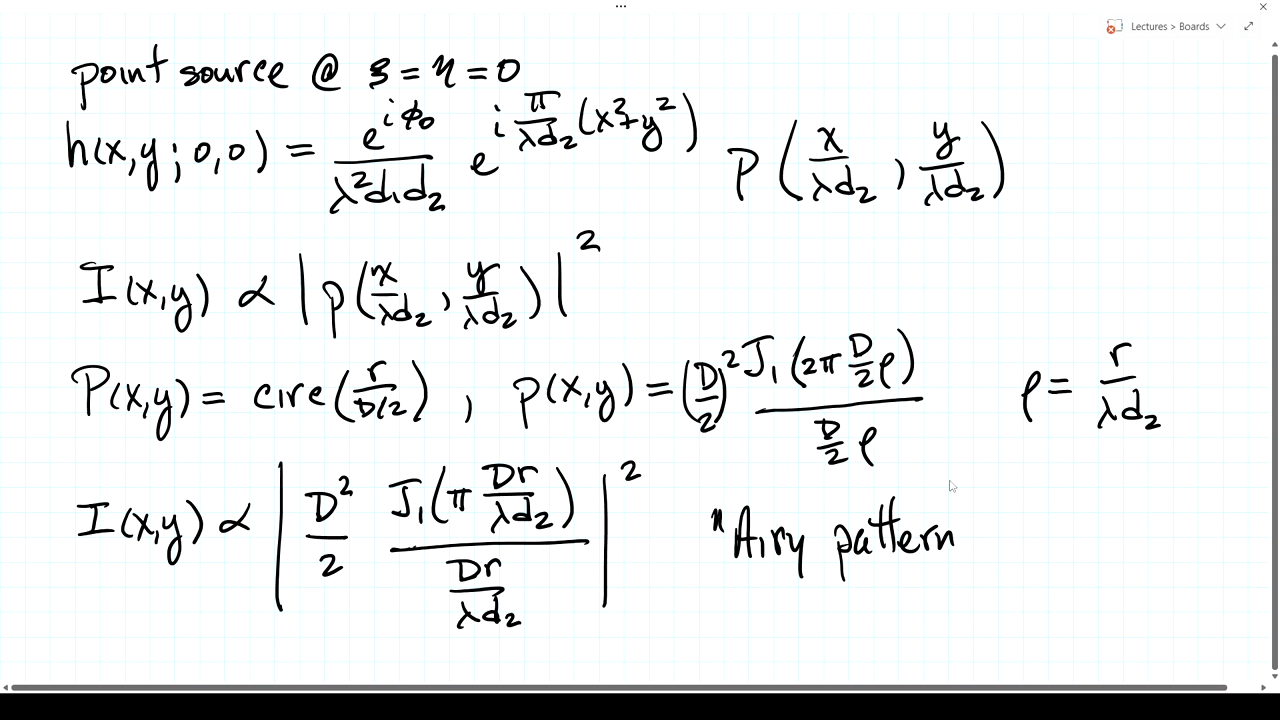 Lectures > Boards
point source @ ξ = η = 0
h(x,y;0,0) = e^{iφ₀}/(λ²d₁d₂) e^{i π/(λd₂) (x²+y²)} p(x/(λd₂), y/(λd₂))
I(x,y) ∝ |p(x/(λd₂), y/(λd₂))|²
P(x,y) = circ(r/(D/2)), p(x,y) = (D/2)² J₁(2π D/2 ρ)/(D/2 ρ) ρ = r/(λd₂)
I(x,y) ∝ |D²/2 J₁(π Dr/(λd₂))/(Dr/(λd₂))|² "Airy pattern